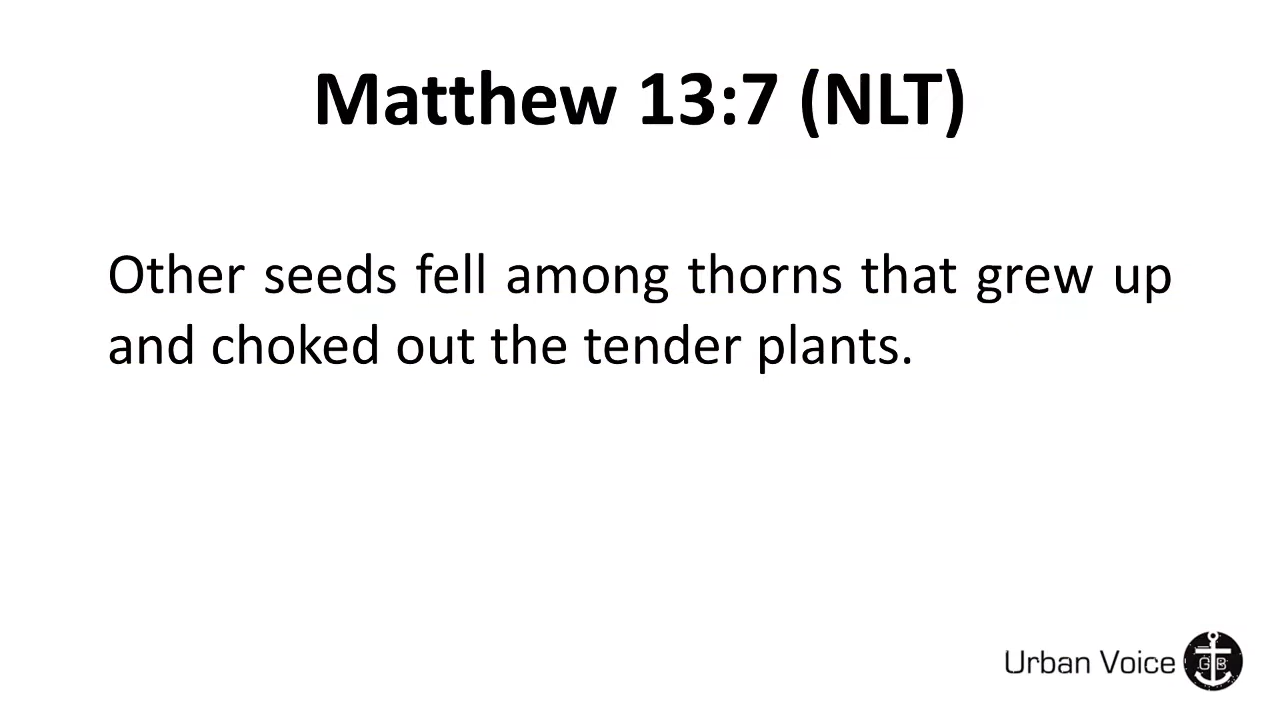 Matthew 13:7 (NLT)
Other seeds fell among thorns that grew up
and choked out the tender plants.
Urban Voice GB